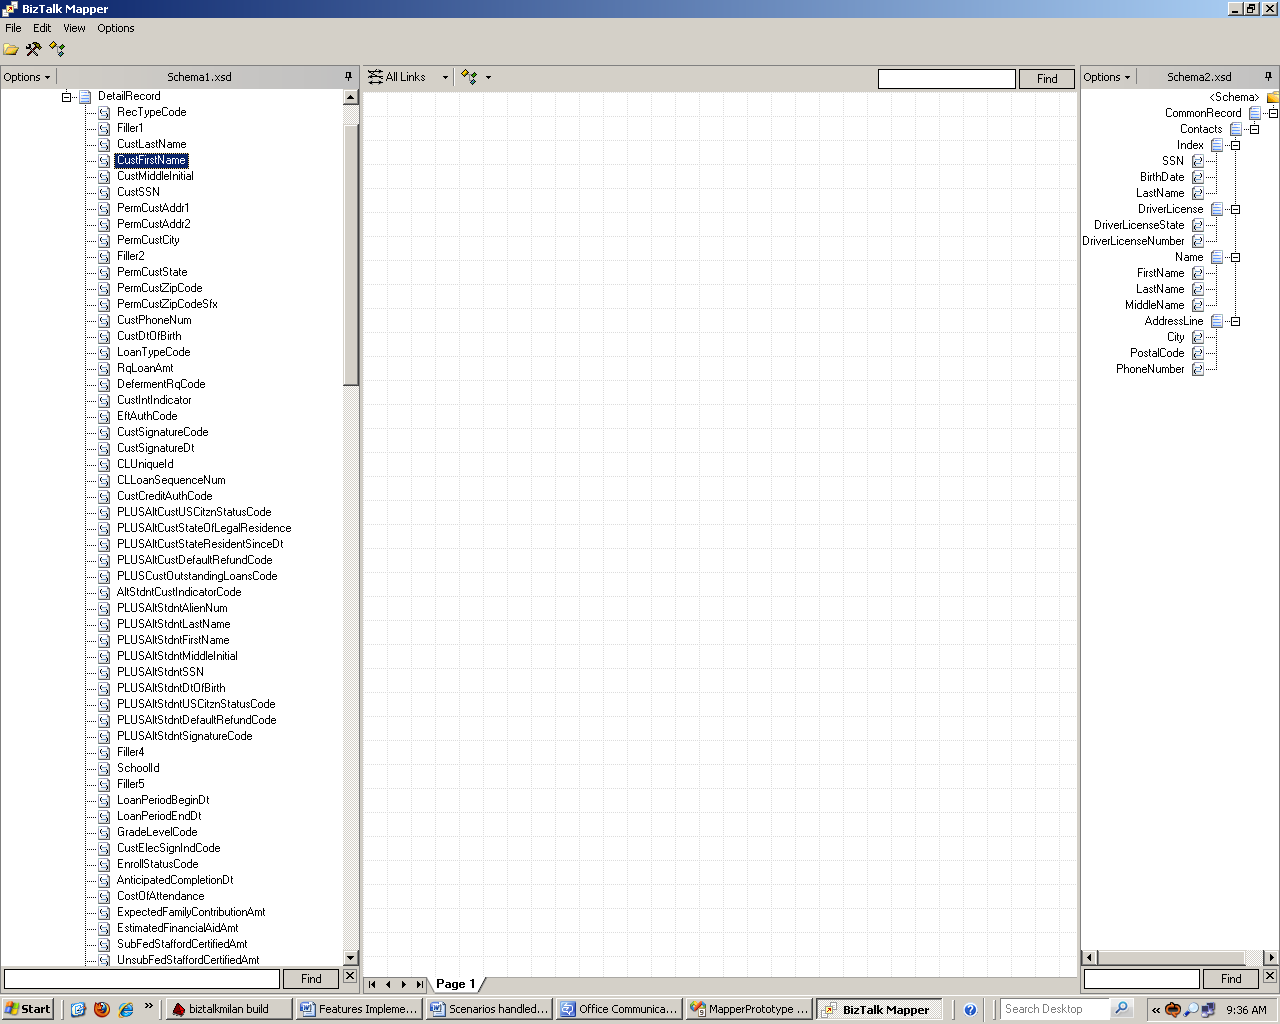 BizTalk Mapper
File Edit View Options
Options Schema1.xsd
All Links
Find
Options Schema2.xsd
DetailRecord
RecTypeCode
Filler1
CustLastName
CustFirstName
CustMiddleInitial
CustSSN
PermCustAddr1
PermCustAddr2
PermCustCity
Filler2
PermCustState
PermCustZipCode
PermCustZipCodeSfx
CustPhoneNum
CustDtOfBirth
LoanTypeCode
RqLoanAmt
DefermentRqCode
CustIntIndicator
EftAuthCode
CustSignatureCode
CustSignatureDt
CLUniqueId
CLLoanSequenceNum
CustCreditAuthCode
PLUSAltCustUSCitznStatusCode
PLUSAltCustStateOfLegalResidence
PLUSAltCustStateResidentSinceDt
PLUSAltCustDefaultRefundCode
PLUSCustOutstandingLoansCode
AltStdntCustIndicatorCode
PLUSAltStdntAlienNum
PLUSAltStdntLastName
PLUSAltStdntFirstName
PLUSAltStdntMiddleInitial
PLUSAltStdntSSN
PLUSAltStdntDtOfBirth
PLUSAltStdntUSCitznStatusCode
PLUSAltStdntDefaultRefundCode
PLUSAltStdntSignatureCode
Filler4
SchoolId
Filler5
LoanPeriodBeginDt
LoanPeriodEndDt
GradeLevelCode
CustElecSignIndCode
EnrollStatusCode
AnticipatedCompletionDt
CostOfAttendance
ExpectedFamilyContributionAmt
EstimatedFinancialAidAmt
SubFedStaffordCertifiedAmt
UnsubFedStaffordCertifiedAmt
Find
Page 1
<Schema>
CommonRecord
Contacts
Index
SSN
BirthDate
LastName
DriverLicense
DriverLicenseState
DriverLicenseNumber
Name
FirstName
LastName
MiddleName
AddressLine
City
PostalCode
PhoneNumber
Find
Start » biztalkmilan build Features Impleme... Scenarios handled... Office Communica... MapperPrototype ... BizTalk Mapper Search Desktop « 9:36 AM